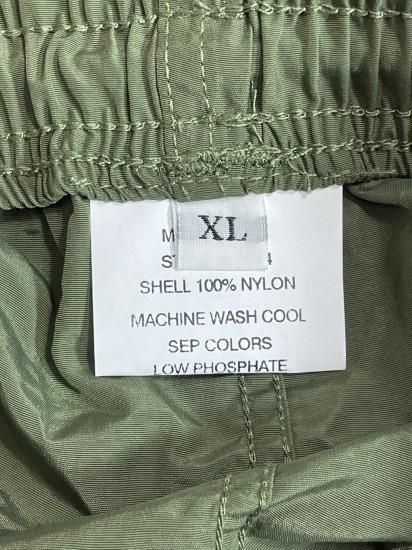 XL
SHELL 100% NYLON
MACHINE WASH COOL
SEP COLORS
LOW PHOSPHATE